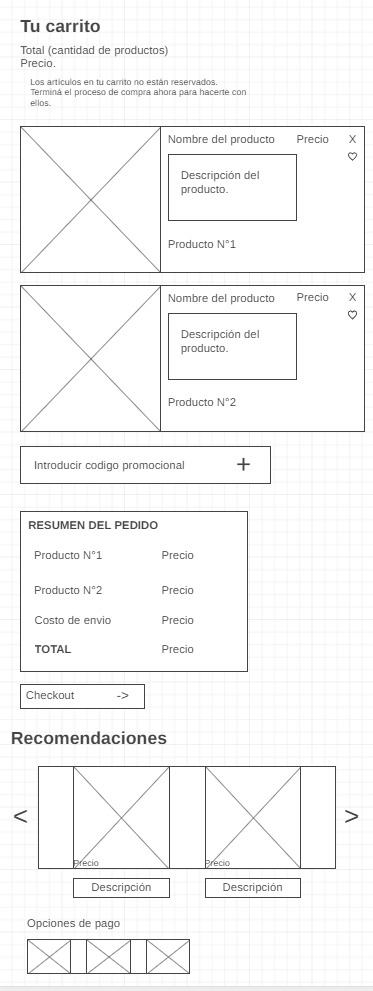 Tu carrito
Total (cantidad de productos)
Precio.
Los artículos en tu carrito no están reservados.
Terminá el proceso de compra ahora para hacerte con
ellos.
Nombre del producto Precio X
Descripción del
producto.
Producto N°1
Nombre del producto Precio X
Descripción del
producto.
Producto N°2
Introducir codigo promocional +
RESUMEN DEL PEDIDO
Producto N°1 Precio
Producto N°2 Precio
Costo de envio Precio
TOTAL Precio
Checkout ->
Recomendaciones
< >
Precio Precio
Descripción Descripción
Opciones de pago